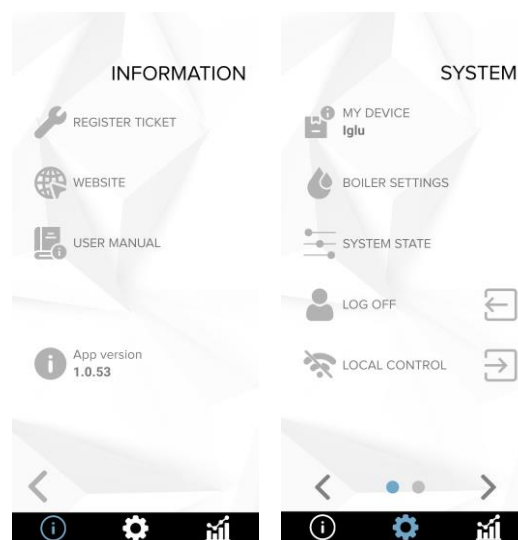 INFORMATION
REGISTER TICKET
WEBSITE
USER MANUAL
App version
1.0.53
SYSTEM
MY DEVICE
Iglu
BOILER SETTINGS
SYSTEM STATE
LOG OFF
LOCAL CONTROL